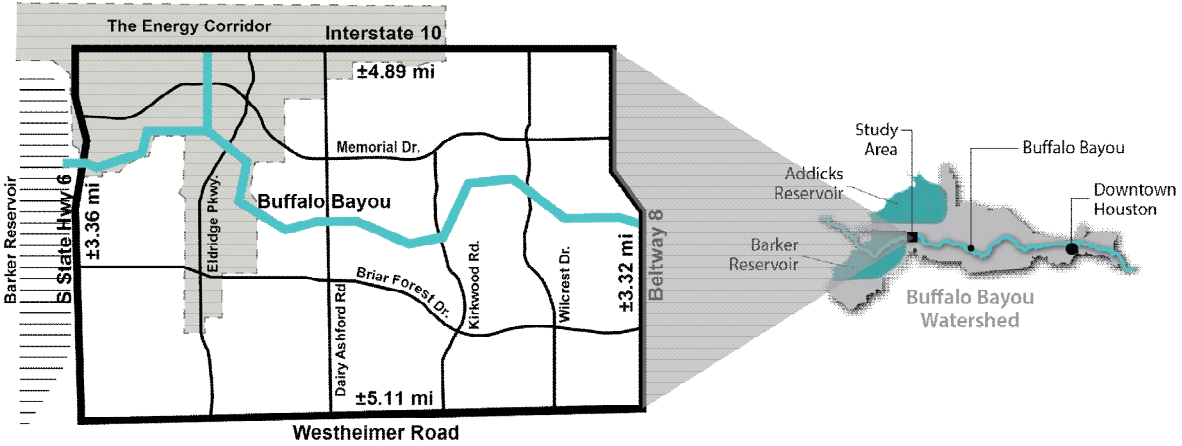 The Energy Corridor
Interstate 10
±4.89 mi
Memorial Dr.
Buffalo Bayou
Barker Reservoir
S State Hwy 6
±3.36 mi
Eldridge Pkwy.
Briar Forest Dr.
Dairy Ashford Rd
Kirkwood Rd.
Wilcrest Dr.
±3.32 mi
Beltway 8
±5.11 mi
Westheimer Road
Study
Area
Buffalo Bayou
Addicks
Reservoir
Downtown
Houston
Barker
Reservoir
Buffalo Bayou
Watershed